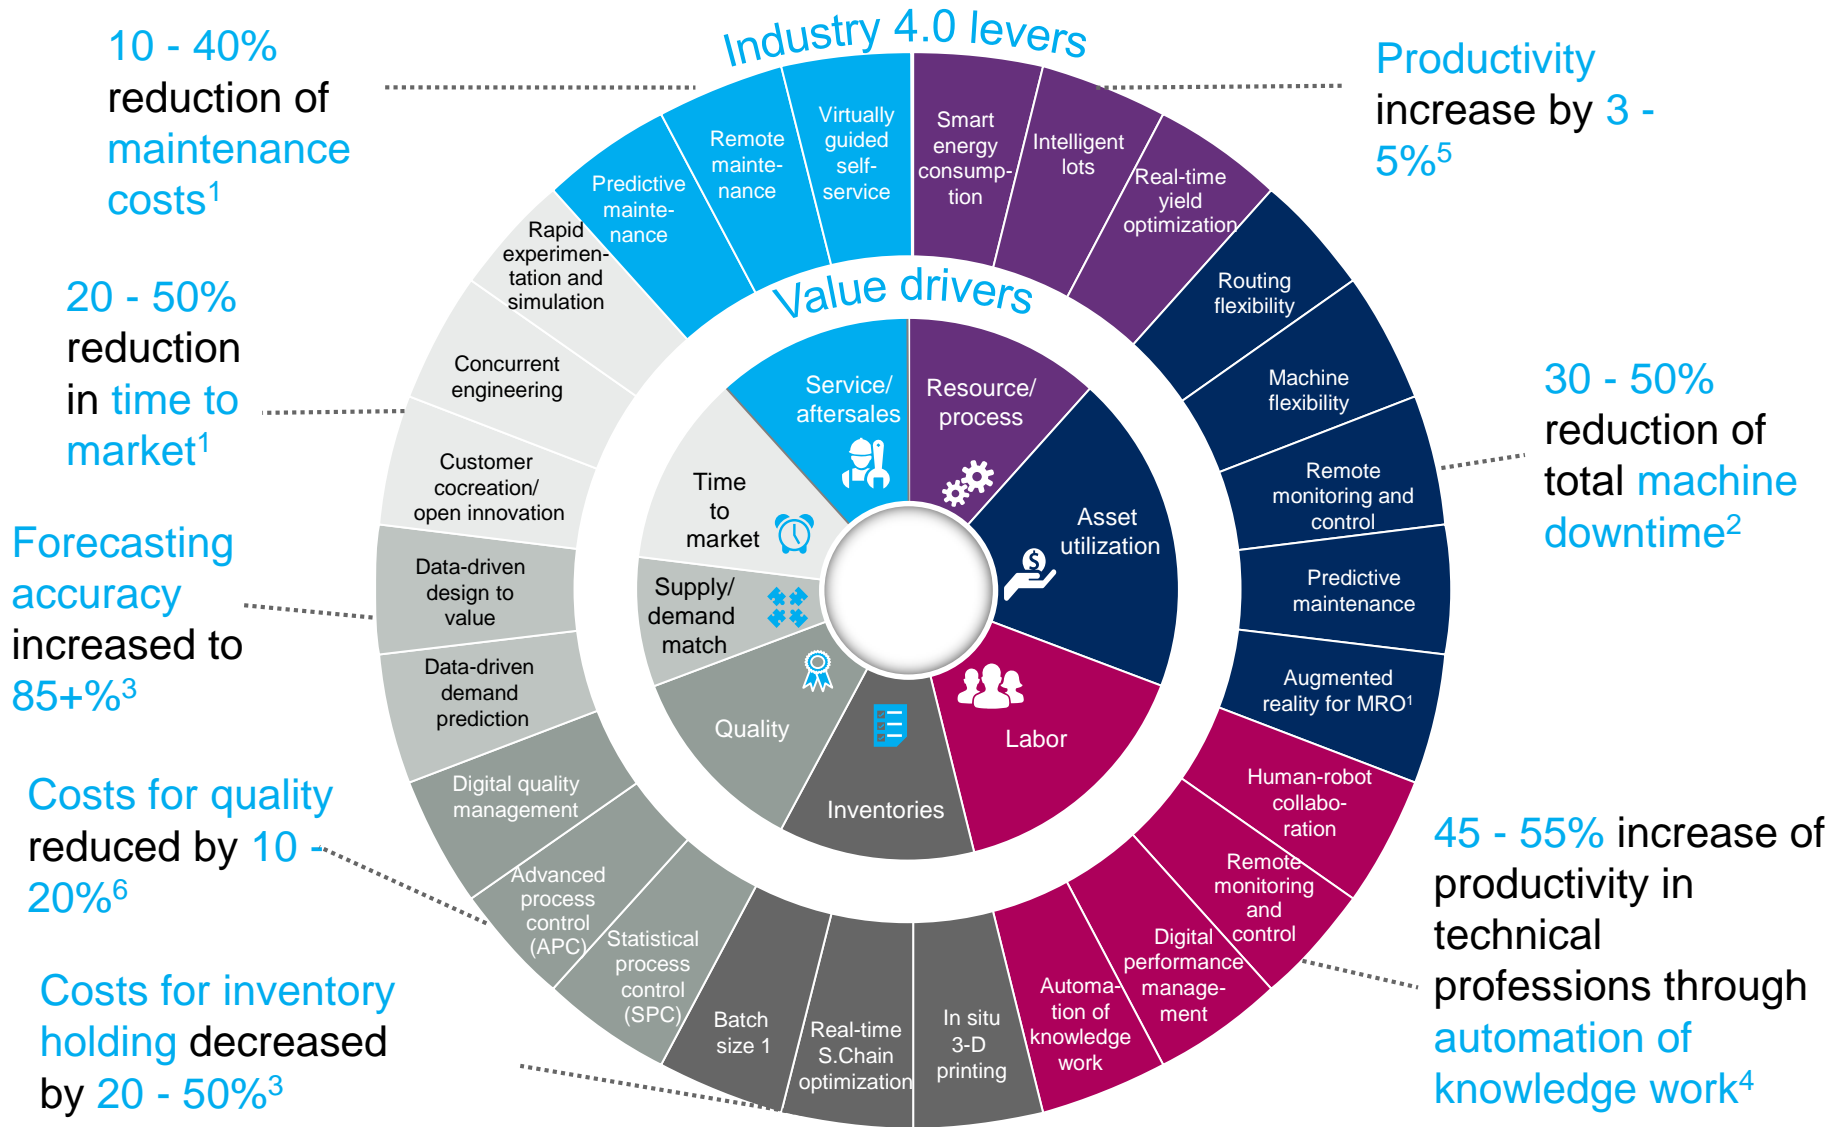 Industry 4.0 levers
10 - 40%
reduction of
maintenance
costs¹
20 - 50%
reduction
in time to
market¹
Forecasting
accuracy
increased to
85+%³
Costs for quality
reduced by 10 -
20%⁶
Costs for inventory
holding decreased
by 20 - 50%³
Productivity
increase by 3 -
5%⁵
30 - 50%
reduction of
total machine
downtime²
45 - 55% increase of
productivity in
technical
professions through
automation of
knowledge work⁴
Smart
energy
consump-
tion
Intelligent
lots
Real-time
yield
optimization
Routing
flexibility
Machine
flexibility
Remote
monitoring and
control
Predictive
maintenance
Augmented
reality for MRO¹
Human-robot
collabo-
ration
Remote
monitoring
and
control
Digital
performance
manage-
ment
Automa-
tion of
knowledge
work
In situ
3-D
printing
Real-time
S.Chain
optimization
Batch
size 1
Statistical
process
control
(SPC)
Advanced
process
control
(APC)
Digital quality
management
Data-driven
demand
prediction
Data-driven
design to
value
Customer
cocreation/
open innovation
Concurrent
engineering
Rapid
experimen-
tation and
simulation
Predictive
mainte-
nance
Remote
mainte-
nance
Virtually
guided
self-
service
Value drivers
Service/
aftersales
Resource/
process
Asset
utilization
$
Labor
Inventories
Quality
Supply/
demand
match
Time
to
market